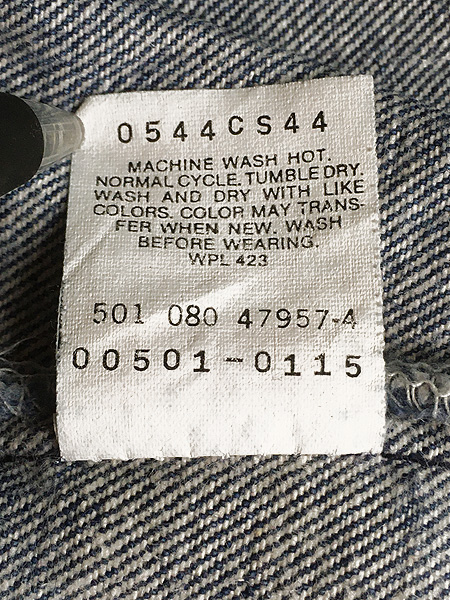 0544CS44
MACHINE WASH HOT.
NORMAL CYCLE. TUMBLE DRY.
WASH AND DRY WITH LIKE
COLORS. COLOR MAY TRANS-
FER WHEN NEW. WASH
BEFORE WEARING.
WPL 423
501 080 47957-4
00501-0115